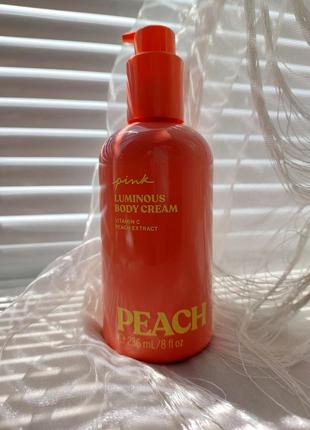 pink
LUMINOUS
BODY CREAM
VITAMIN C
PEACH EXTRACT
PEACH
℮ 236 mL/8 fl oz